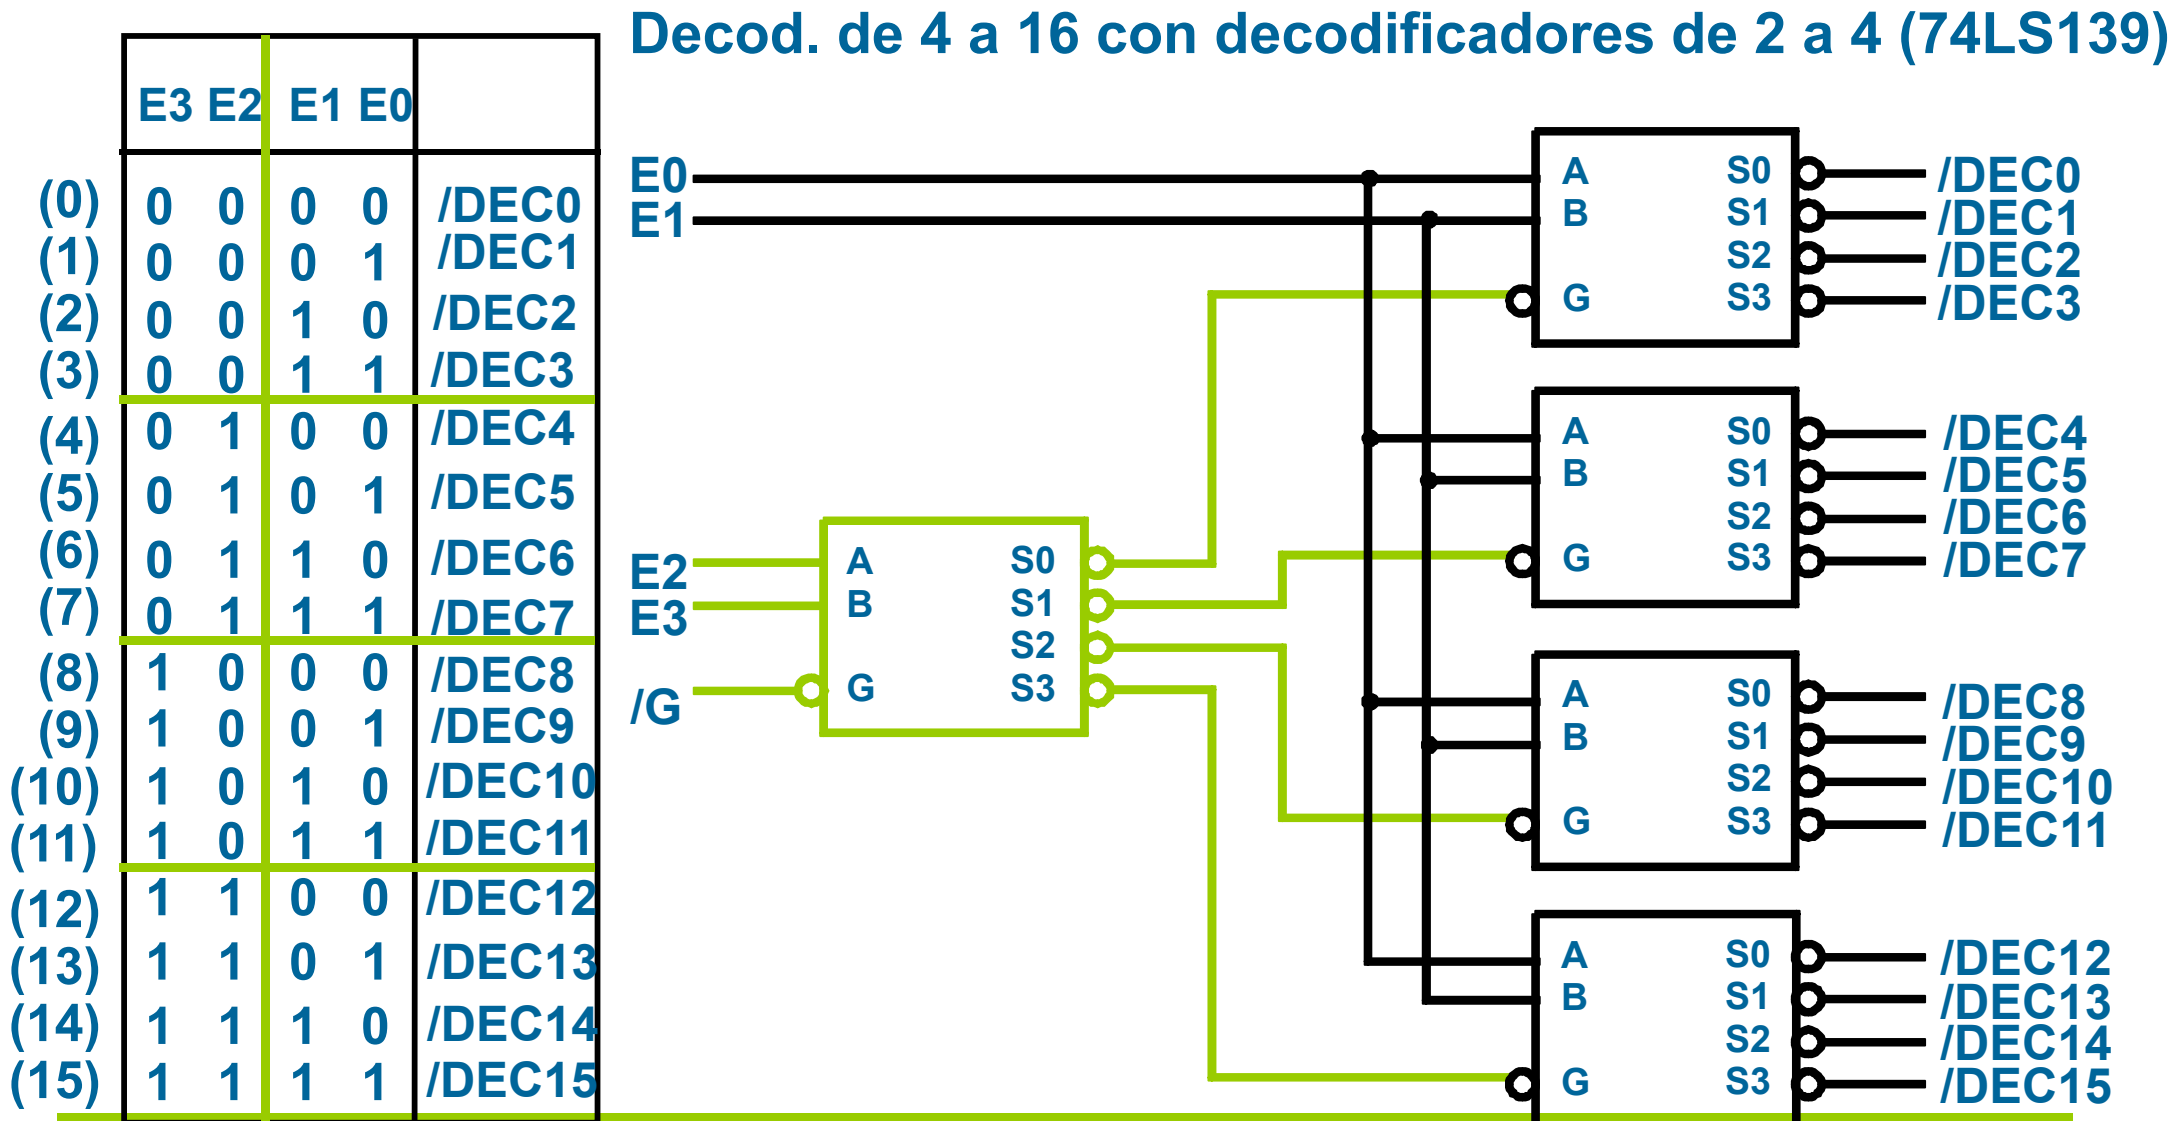 Decod. de 4 a 16 con decodificadores de 2 a 4 (74LS139)
E3 E2 E1 E0
(0) 0 0 0 0 /DEC0
(1) 0 0 0 1 /DEC1
(2) 0 0 1 0 /DEC2
(3) 0 0 1 1 /DEC3
(4) 0 1 0 0 /DEC4
(5) 0 1 0 1 /DEC5
(6) 0 1 1 0 /DEC6
(7) 0 1 1 1 /DEC7
(8) 1 0 0 0 /DEC8
(9) 1 0 0 1 /DEC9
(10) 1 0 1 0 /DEC10
(11) 1 0 1 1 /DEC11
(12) 1 1 0 0 /DEC12
(13) 1 1 0 1 /DEC13
(14) 1 1 1 0 /DEC14
(15) 1 1 1 1 /DEC15
E0
E1
E2
E3
/G
A S0
B S1
S2
G S3
A S0 /DEC0
B S1 /DEC1
S2 /DEC2
G S3 /DEC3
A S0 /DEC4
B S1 /DEC5
S2 /DEC6
G S3 /DEC7
A S0 /DEC8
B S1 /DEC9
S2 /DEC10
G S3 /DEC11
A S0 /DEC12
B S1 /DEC13
S2 /DEC14
G S3 /DEC15